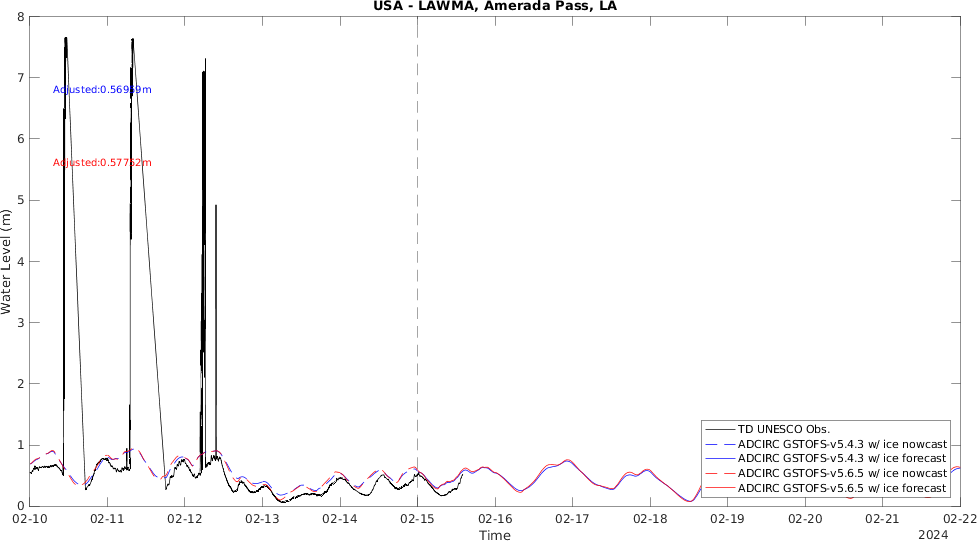 USA - LAWMA, Amerada Pass, LA
8
7
6
5
4
3
2
1
0
Water Level (m)
Adjusted:0.56959m
Adjusted:0.57752m
TD UNESCO Obs.
ADCIRC GSTOFS-v5.4.3 w/ ice nowcast
ADCIRC GSTOFS-v5.4.3 w/ ice forecast
ADCIRC GSTOFS-v5.6.5 w/ ice nowcast
ADCIRC GSTOFS-v5.6.5 w/ ice forecast
02-10 02-11 02-12 02-13 02-14 02-15 02-16 02-17 02-18 02-19 02-20 02-21 02-22
Time
2024